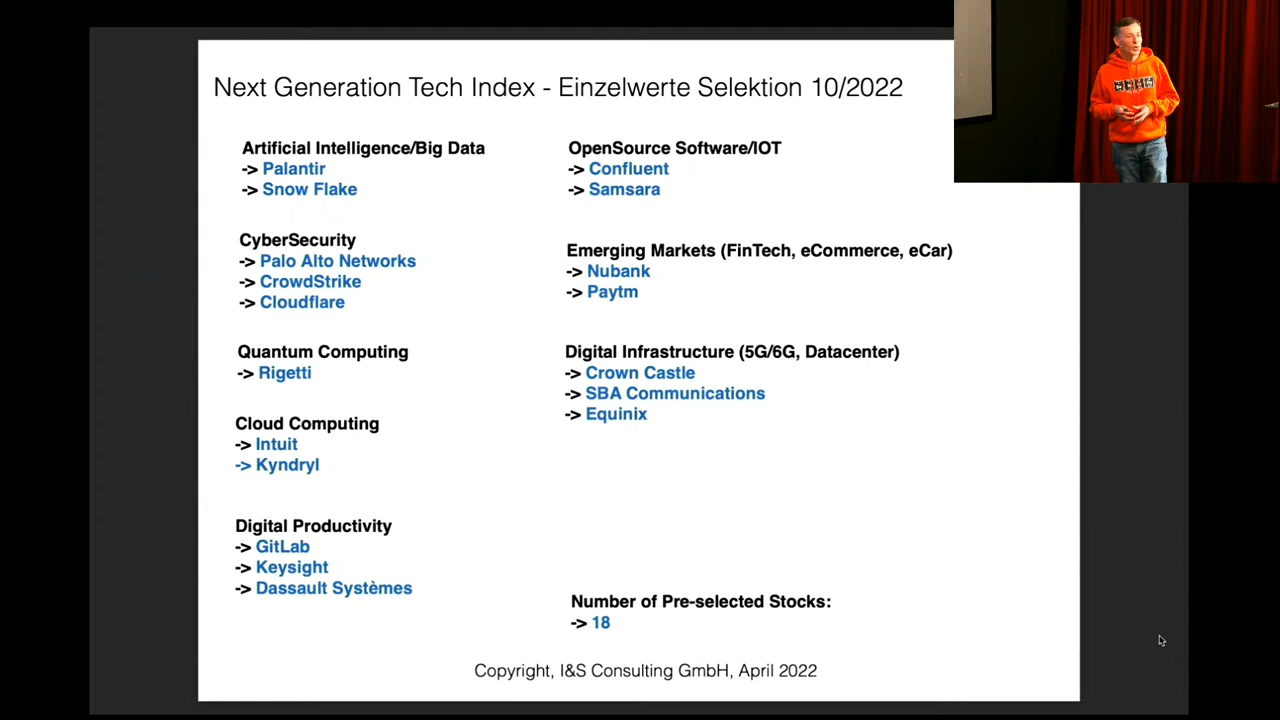 Next Generation Tech Index - Einzelwerte Selektion 10/2022
Artificial Intelligence/Big Data
-> Palantir
-> Snow Flake
CyberSecurity
-> Palo Alto Networks
-> CrowdStrike
-> Cloudflare
Quantum Computing
-> Rigetti
Cloud Computing
-> Intuit
-> Kyndryl
Digital Productivity
-> GitLab
-> Keysight
-> Dassault Systèmes
OpenSource Software/IOT
-> Confluent
-> Samsara
Emerging Markets (FinTech, eCommerce, eCar)
-> Nubank
-> Paytm
Digital Infrastructure (5G/6G, Datacenter)
-> Crown Castle
-> SBA Communications
-> Equinix
Number of Pre-selected Stocks:
-> 18
Copyright, I&S Consulting GmbH, April 2022